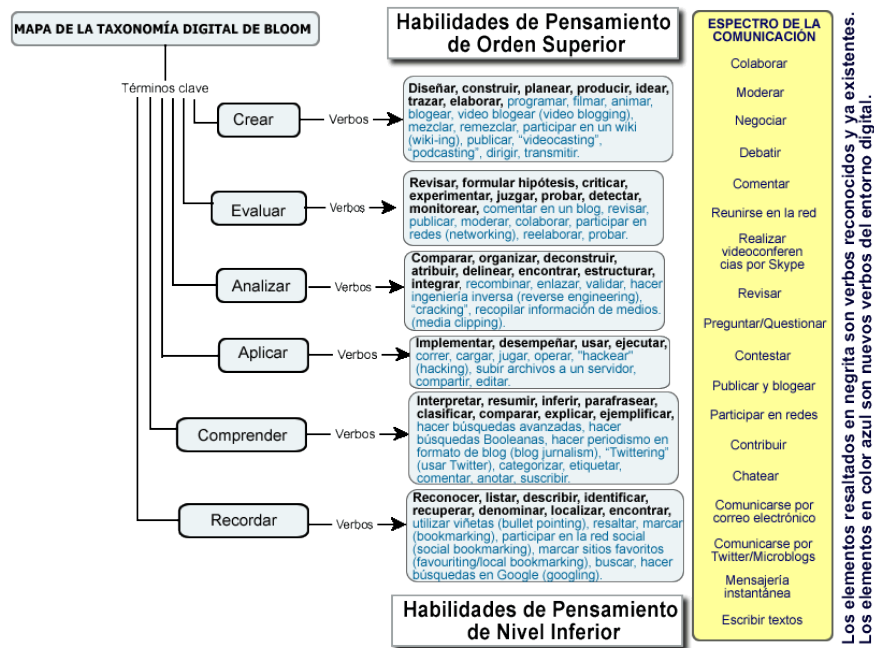 MAPA DE LA TAXONOMÍA DIGITAL DE BLOOM
Habilidades de Pensamiento
de Orden Superior
Términos clave
Crear
Verbos
Diseñar, construir, planear, producir, idear,
trazar, elaborar, programar, filmar, animar,
blogear, video blogear (video blogging),
mezclar, remezclar, participar en un wiki
(wiki-ing), publicar, “videocasting”,
“podcasting”, dirigir, transmitir.
Evaluar
Verbos
Revisar, formular hipótesis, criticar,
experimentar, juzgar, probar, detectar,
monitorear, comentar en un blog, revisar,
publicar, moderar, colaborar, participar en
redes (networking), reelaborar, probar.
Analizar
Verbos
Comparar, organizar, deconstruir,
atribuir, delinear, encontrar, estructurar,
integrar, recombinar, enlazar, validar, hacer
ingeniería inversa (reverse engineering),
“cracking”, recopilar información de medios.
(media clipping).
Aplicar
Verbos
Implementar, desempeñar, usar, ejecutar,
correr, cargar, jugar, operar, "hackear"
(hacking), subir archivos a un servidor,
compartir, editar.
Comprender
Verbos
Interpretar, resumir, inferir, parafrasear,
clasificar, comparar, explicar, ejemplificar,
hacer búsquedas avanzadas, hacer
búsquedas Booleanas, hacer periodismo en
formato de blog (blog jurnalism), “Twittering”
(usar Twitter), categorizar, etiquetar,
comentar, anotar, suscribir.
Recordar
Verbos
Reconocer, listar, describir, identificar,
recuperar, denominar, localizar, encontrar,
utilizar viñetas (bullet pointing), resaltar, marcar
(bookmarking), participar en la red social
(social bookmarking), marcar sitios favoritos
(favouriting/local bookmarking), buscar, hacer
búsquedas en Google (googling).
Habilidades de Pensamiento
de Nivel Inferior
ESPECTRO DE LA
COMUNICACIÓN
Colaborar
Moderar
Negociar
Debatir
Comentar
Reunirse en la red
Realizar
videoconferen
cias por Skype
Revisar
Preguntar/Questionar
Contestar
Publicar y blogear
Participar en redes
Contribuir
Chatear
Comunicarse por
correo electrónico
Comunicarse por
Twitter/Microblogs
Mensajería
instantánea
Escribir textos
Los elementos resaltados en negrita son verbos reconocidos y ya existentes.
Los elementos en color azul son nuevos verbos del entorno digital.